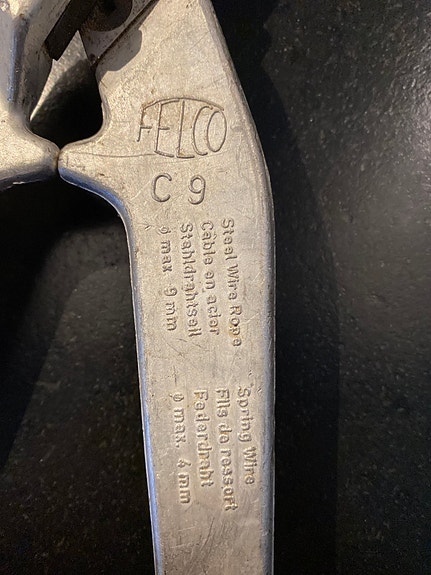 FELCO
C 9
Steel Wire Rope
Câble en acier
Stahldrahtseil
ø max. 9 mm
Spring Wire
Fils de ressort
Federdraht
ø max. 4 mm